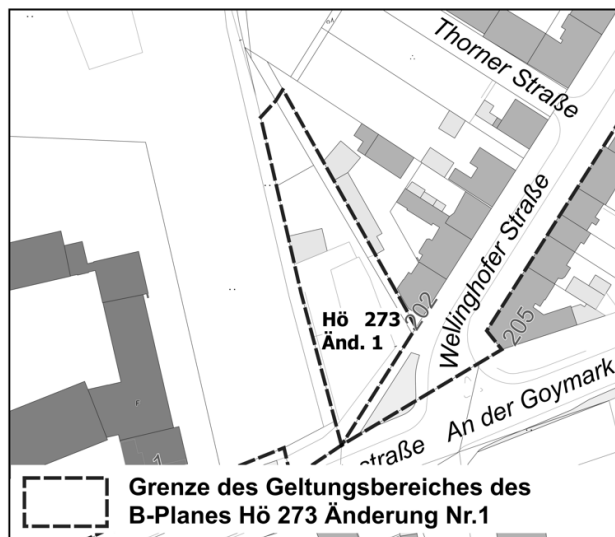 Thorner Straße
Wellinghofer Straße
202
Hö 273
Änd. 1
205
straße
An der Goymark
F
1
Grenze des Geltungsbereiches des
B-Planes Hö 273 Änderung Nr.1